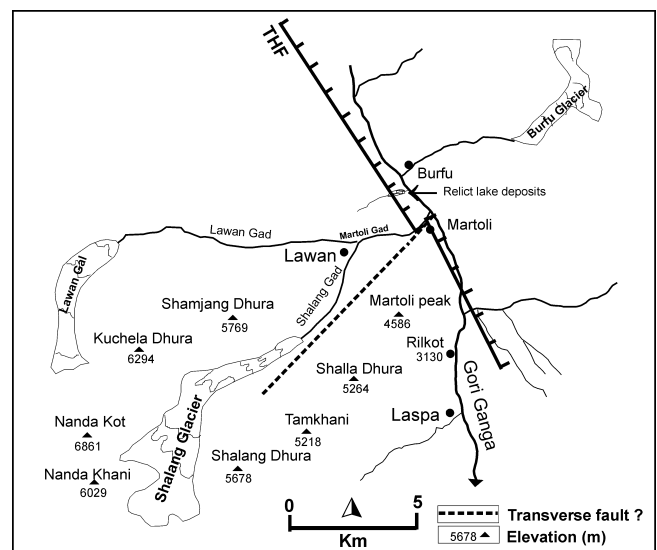 THF
Burfu Glacier
Burfu
Relict lake deposits
Lawan Gad
Martoli Gad
Martoli
Lawan
Lawan Gal
Shalang Gad
Shamjang Dhura
5769
Martoli peak
4586
Kuchela Dhura
6294
Rilkot
3130
Shalla Dhura
5264
Gori Ganga
Nanda Kot
6861
Tamkhani
5218
Laspa
Shalang Glacier
Shalang Dhura
5678
Nanda Khani
6029
0
5
Km
Transverse fault ?
5678 Elevation (m)